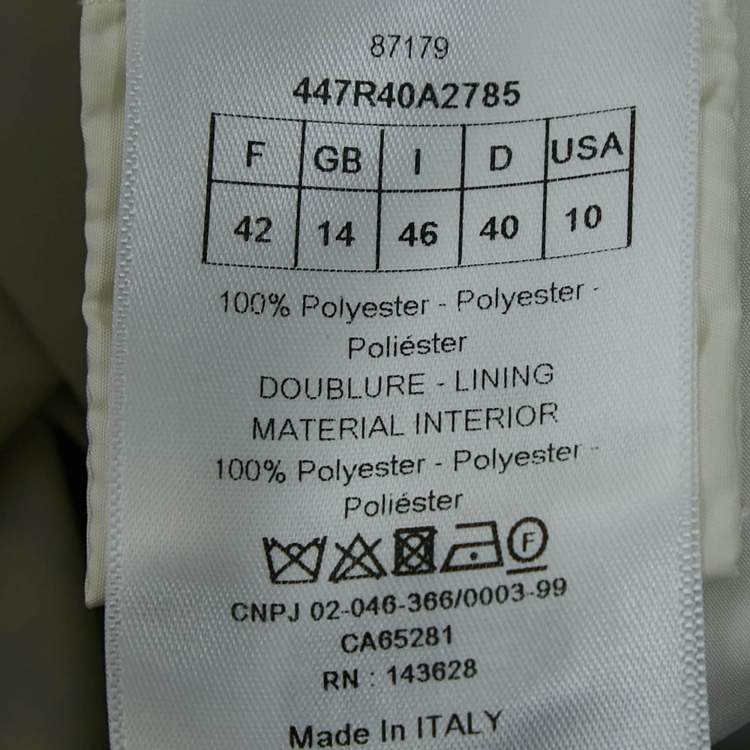 87179
447R40A2785
F GB I D USA
42 14 46 40 10
100% Polyester - Polyester -
Poliéster
DOUBLURE - LINING
MATERIAL INTERIOR
100% Polyester - Polyester -
Poliéster
F
CNPJ 02-046-366/0003-99
CA65281
RN : 143628
Made In ITALY